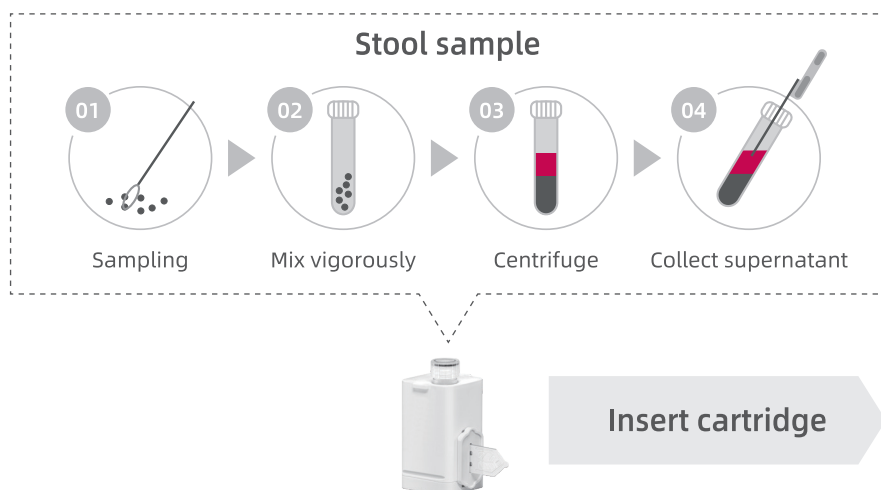 Stool sample
01
02
03
04
Sampling
Mix vigorously
Centrifuge
Collect supernatant
Insert cartridge